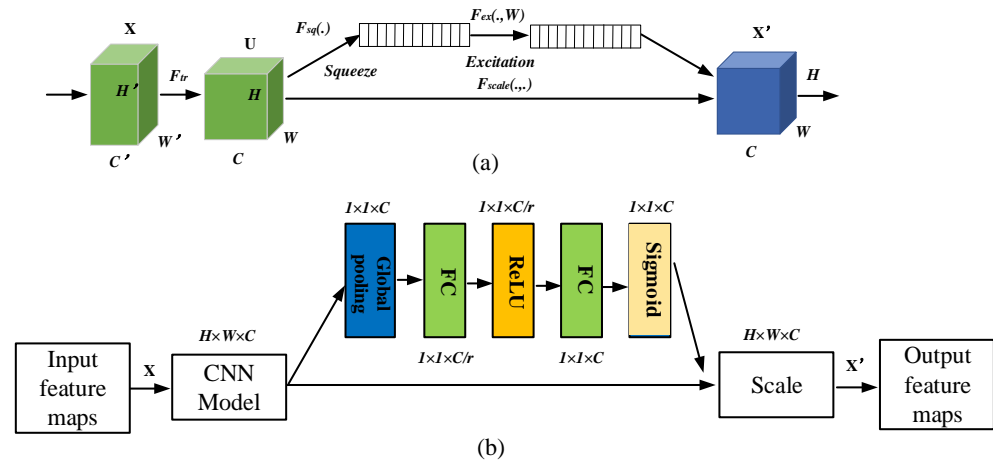 X
H'
C'
W'
F_tr
U
H
C
W
F_sq(.)
Squeeze
F_ex(.,W)
Excitation
F_scale(.,.)
X'
H
W
C
(a)
1×1×C
1×1×C/r
1×1×C
Global
pooling
FC
ReLU
FC
Sigmoid
1×1×C/r
1×1×C
H×W×C
H×W×C
Input
feature
maps
X
CNN
Model
Scale
X'
Output
feature
maps
(b)